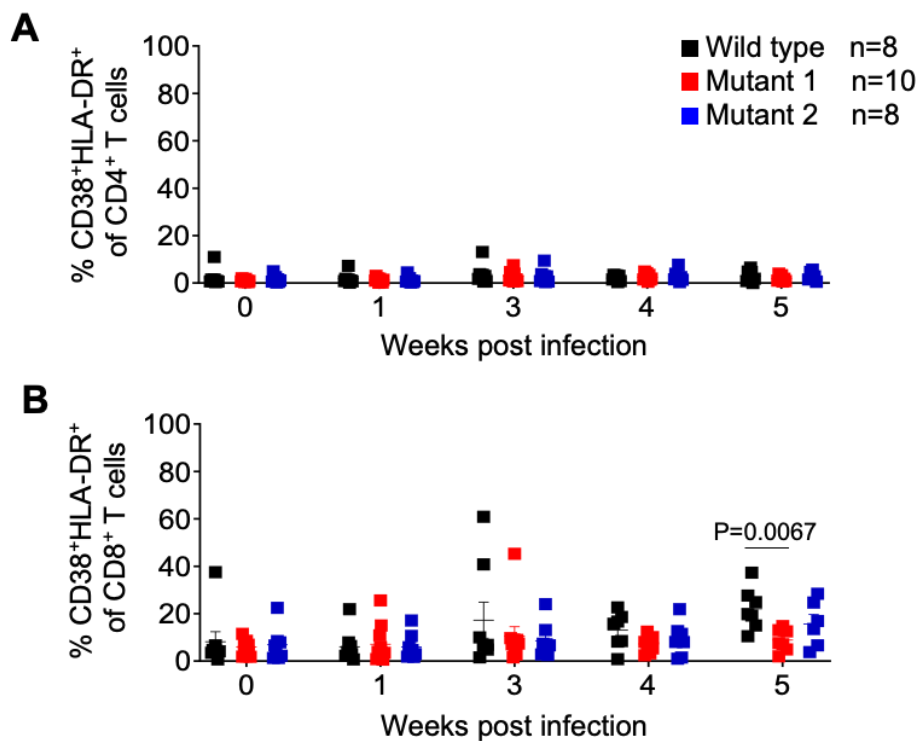 A
Wild type n=8
Mutant 1 n=10
Mutant 2 n=8
% CD38⁺HLA-DR⁺
of CD4⁺ T cells
100
80
60
40
20
0
0 1 3 4 5
Weeks post infection
B
% CD38⁺HLA-DR⁺
of CD8⁺ T cells
100
80
60
40
20
0
P=0.0067
0 1 3 4 5
Weeks post infection